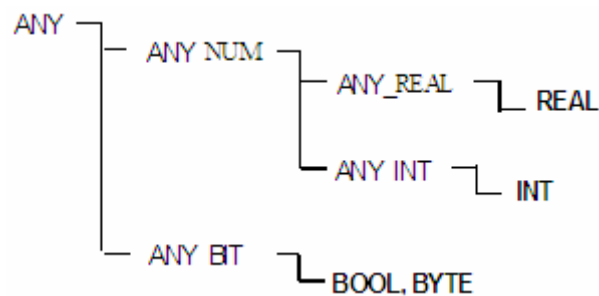 ANY
ANY NUM
ANY_REAL
REAL
ANY INT
INT
ANY BIT
BOOL, BYTE